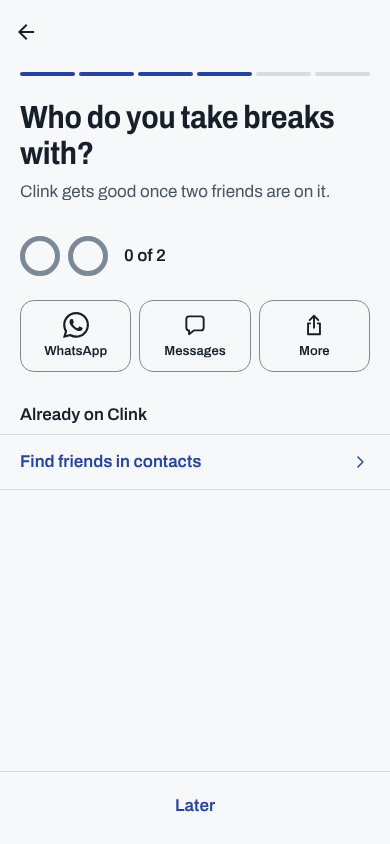 Who do you take breaks
with?
Clink gets good once two friends are on it.
0 of 2
WhatsApp
Messages
More
Already on Clink
Find friends in contacts
Later